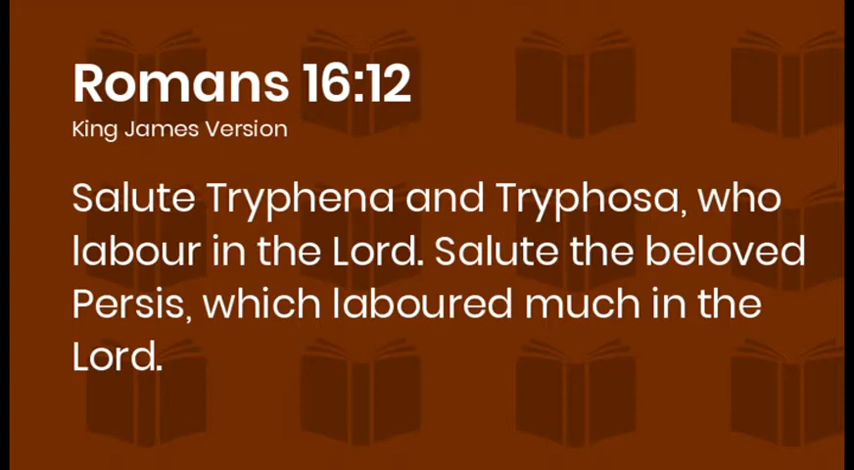 Romans 16:12
King James Version
Salute Tryphena and Tryphosa, who
labour in the Lord. Salute the beloved
Persis, which laboured much in the
Lord.